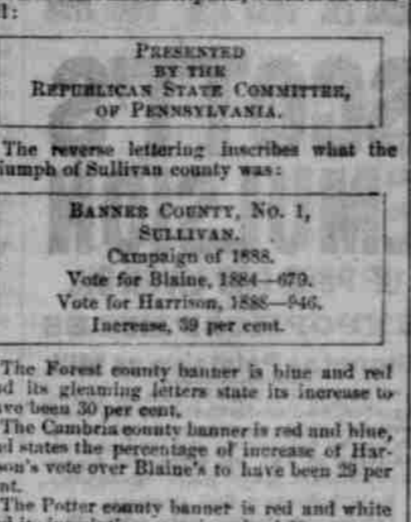 1:
PRESENTED
BY THE
REPUBLICAN STATE COMMITTEE,
OF PENNSYLVANIA.
The reverse lettering inscribes what the
iumph of Sullivan county was:
BANNER COUNTY, NO. 1,
SULLIVAN.
Campaign of 1888.
Vote for Blaine, 1884—679.
Vote for Harrison, 1888—946.
Increase, 39 per cent.
The Forest county banner is blue and red
nd its gleaming letters state its increase to
ve been 30 per cent.
The Cambria county banner is red and blue,
d states the percentage of increase of Har-
son's vote over Blaine's to have been 29 per
nt.
The Potter county banner is red and white